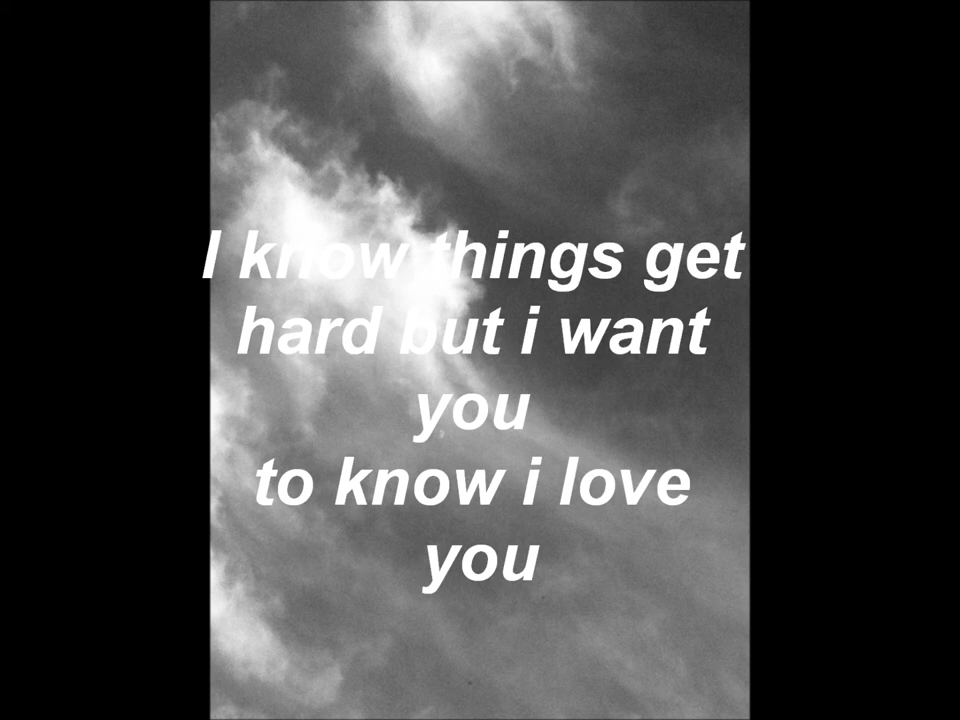 I know things get
hard but i want
you
to know i love
you